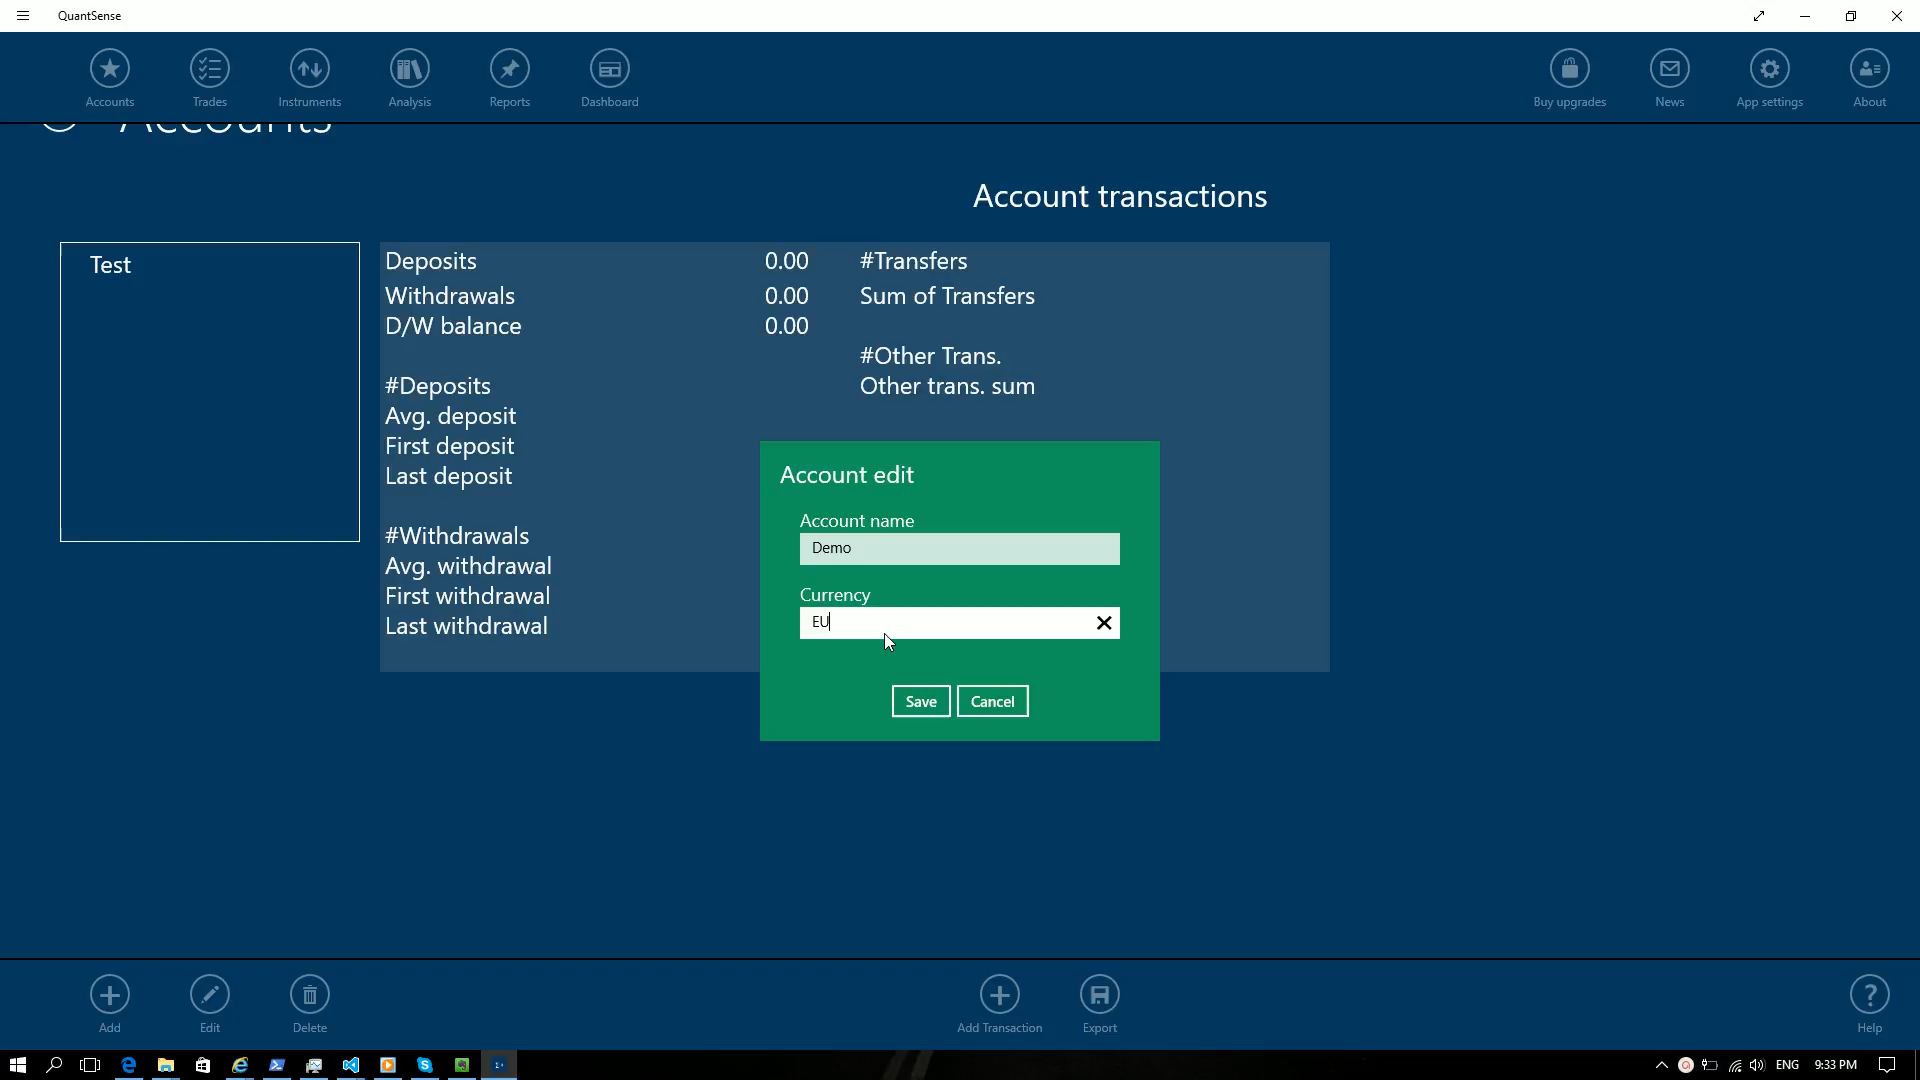 QuantSense
Accounts
Trades
Instruments
Analysis
Reports
Dashboard
Buy upgrades
News
App settings
About
Accounts
Account transactions
Test
Deposits 0.00 #Transfers
Withdrawals 0.00 Sum of Transfers
D/W balance 0.00
#Other Trans.
#Deposits Other trans. sum
Avg. deposit
First deposit
Last deposit
#Withdrawals
Avg. withdrawal
First withdrawal
Last withdrawal
Account edit
Account name
Demo
Currency
EU
Save Cancel
Add
Edit
Delete
Add Transaction
Export
Help
ENG 9:33 PM